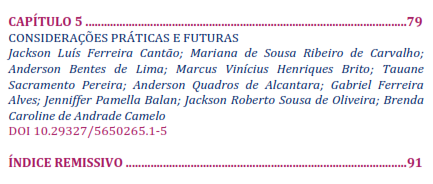 CAPÍTULO 5 ........................................................................................................79
CONSIDERAÇÕES PRÁTICAS E FUTURAS
Jackson Luís Ferreira Cantão; Mariana de Sousa Ribeiro de Carvalho;
Anderson Bentes de Lima; Marcus Vinícius Henriques Brito; Tauane
Sacramento Pereira; Anderson Quadros de Alcantara; Gabriel Ferreira
Alves; Jenniffer Pamella Balan; Jackson Roberto Sousa de Oliveira; Brenda
Caroline de Andrade Camelo
DOI 10.29327/5650265.1-5
ÍNDICE REMISSIVO ..........................................................................................91